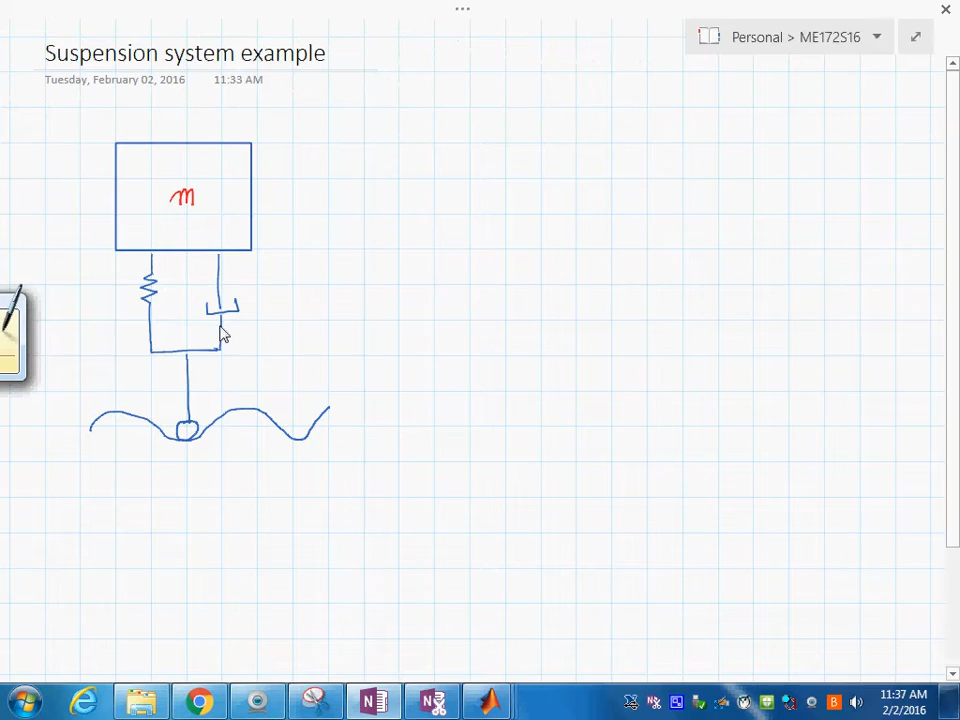 Suspension system example
Personal > ME172S16
Tuesday, February 02, 2016 11:33 AM
m
11:37 AM
2/2/2016